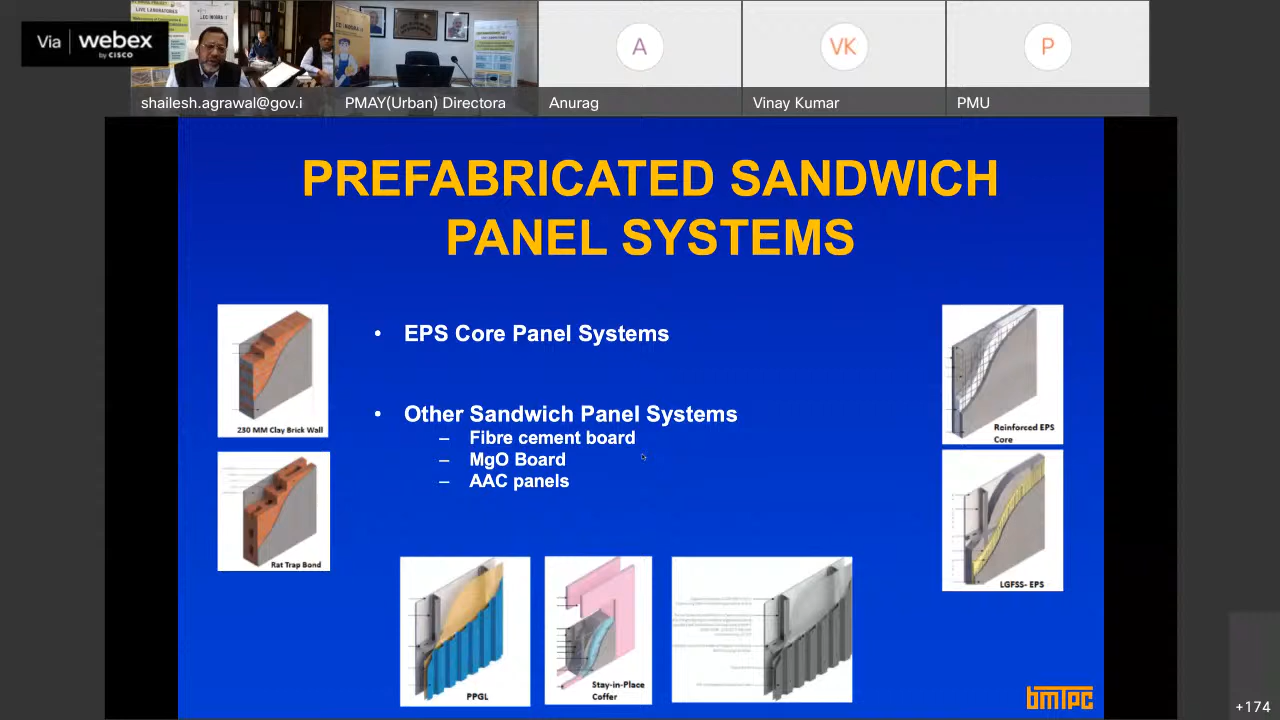 Via webex
by CISCO
LIVE LABORATORIES
shailesh.agrawal@gov.i
PMAY(Urban) Directora
A
Anurag
VK
Vinay Kumar
P
PMU
PREFABRICATED SANDWICH
PANEL SYSTEMS
• EPS Core Panel Systems
• Other Sandwich Panel Systems
– Fibre cement board
– MgO Board
– AAC panels
230 MM Clay Brick Wall
Rat Trap Bond
Reinforced EPS
Core
LGFSS- EPS
PPGL
Stay-in-Place
Coffer
bmTPC
+174